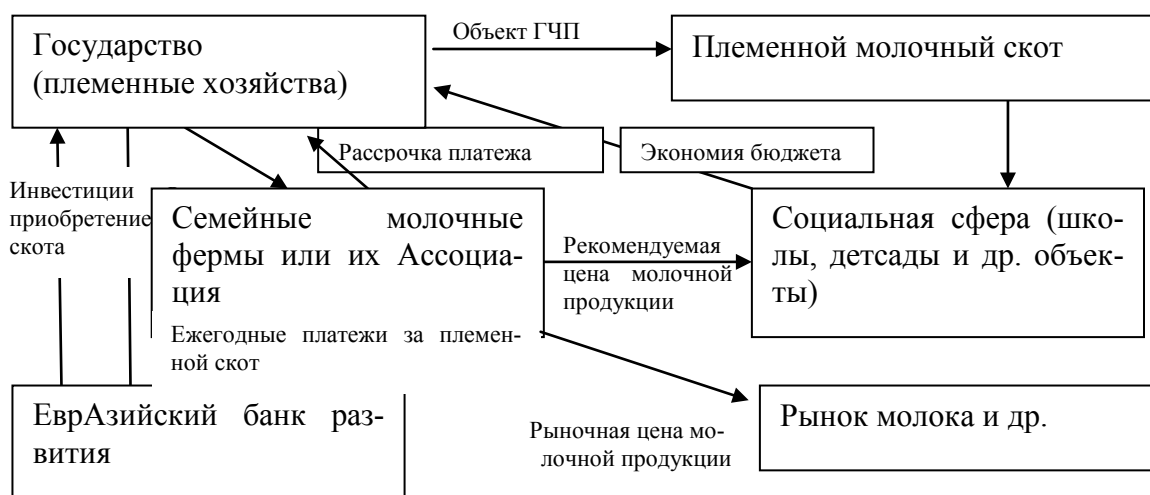 Государство
(племенные хозяйства)
Объект ГЧП
Племенной молочный скот
Рассрочка платежа
Экономия бюджета
Инвестиции
приобретение
скота
Семейные молочные
фермы или их Ассоциа-
ция
Рекомендуемая
цена молочной
продукции
Социальная сфера (шко-
лы, детсады и др. объек-
ты)
Ежегодные платежи за племен-
ной скот
ЕврАзийский банк раз-
вития
Рыночная цена мо-
лочной продукции
Рынок молока и др.